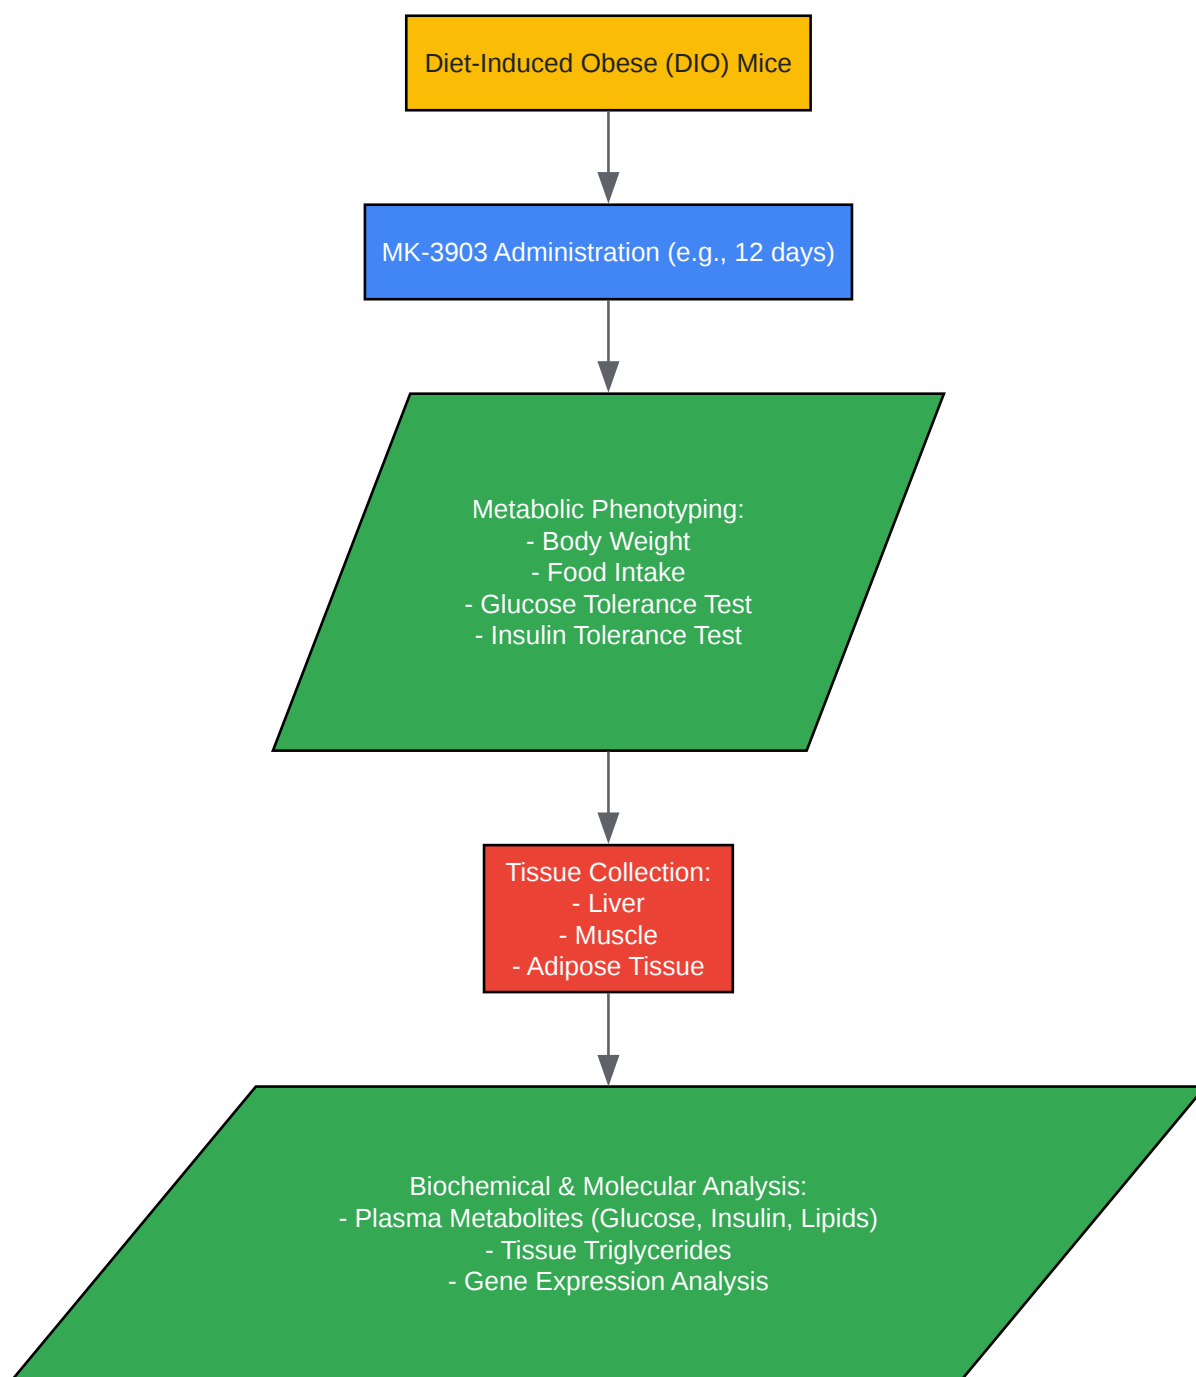 Diet-Induced Obese (DIO) Mice
MK-3903 Administration (e.g., 12 days)
Metabolic Phenotyping:
- Body Weight
- Food Intake
- Glucose Tolerance Test
- Insulin Tolerance Test
Tissue Collection:
- Liver
- Muscle
- Adipose Tissue
Biochemical & Molecular Analysis:
- Plasma Metabolites (Glucose, Insulin, Lipids)
- Tissue Triglycerides
- Gene Expression Analysis